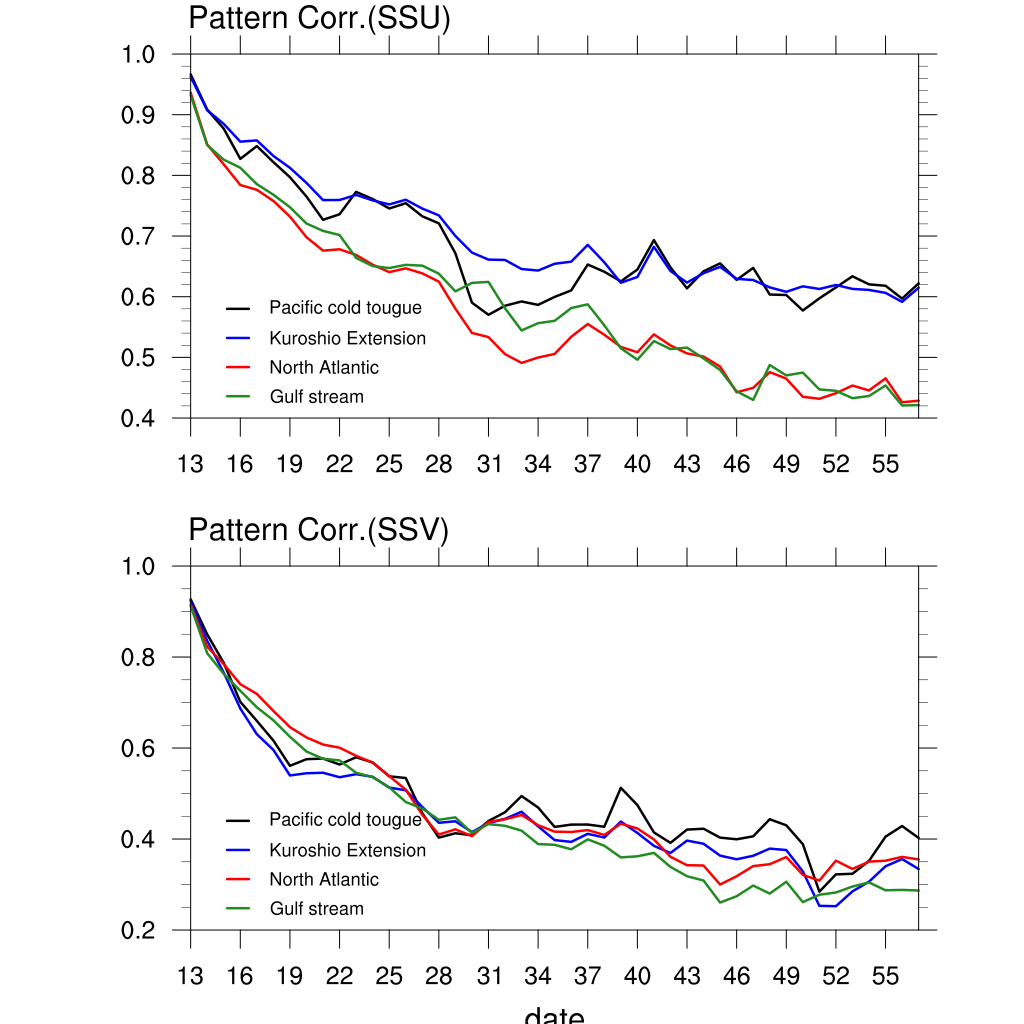 Pattern Corr.(SSU)
1.0
0.9
0.8
0.7
0.6
0.5
0.4
Pacific cold tougue
Kuroshio Extension
North Atlantic
Gulf stream
13 16 19 22 25 28 31 34 37 40 43 46 49 52 55
Pattern Corr.(SSV)
1.0
0.8
0.6
0.4
0.2
Pacific cold tougue
Kuroshio Extension
North Atlantic
Gulf stream
13 16 19 22 25 28 31 34 37 40 43 46 49 52 55
date